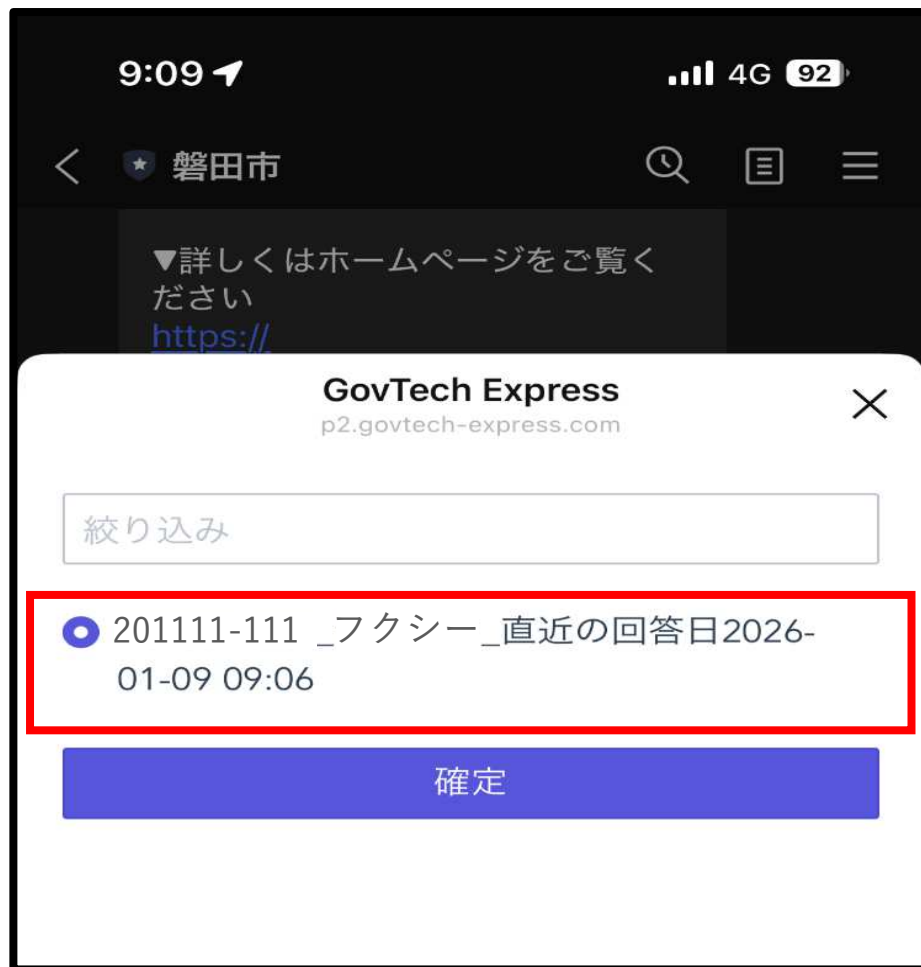 9:09
4G 92
磐田市
▼詳しくはホームページをご覧く
ださい
https://
GovTech Express
p2.govtech-express.com
絞り込み
201111-111 _フクシー_直近の回答日2026-
01-09 09:06
確定